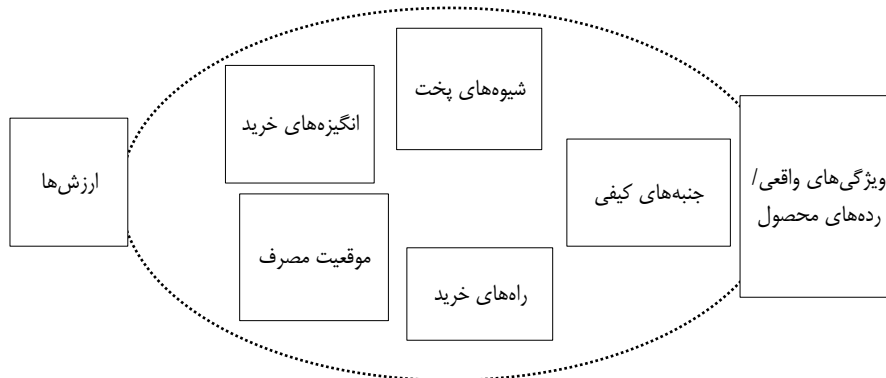 شیوه‌های پخت
انگیزه‌های خرید
ارزش‌ها
جنبه‌های کیفی
ویژگی‌های واقعی/
رده‌های محصول
موقعیت مصرف
راه‌های خرید